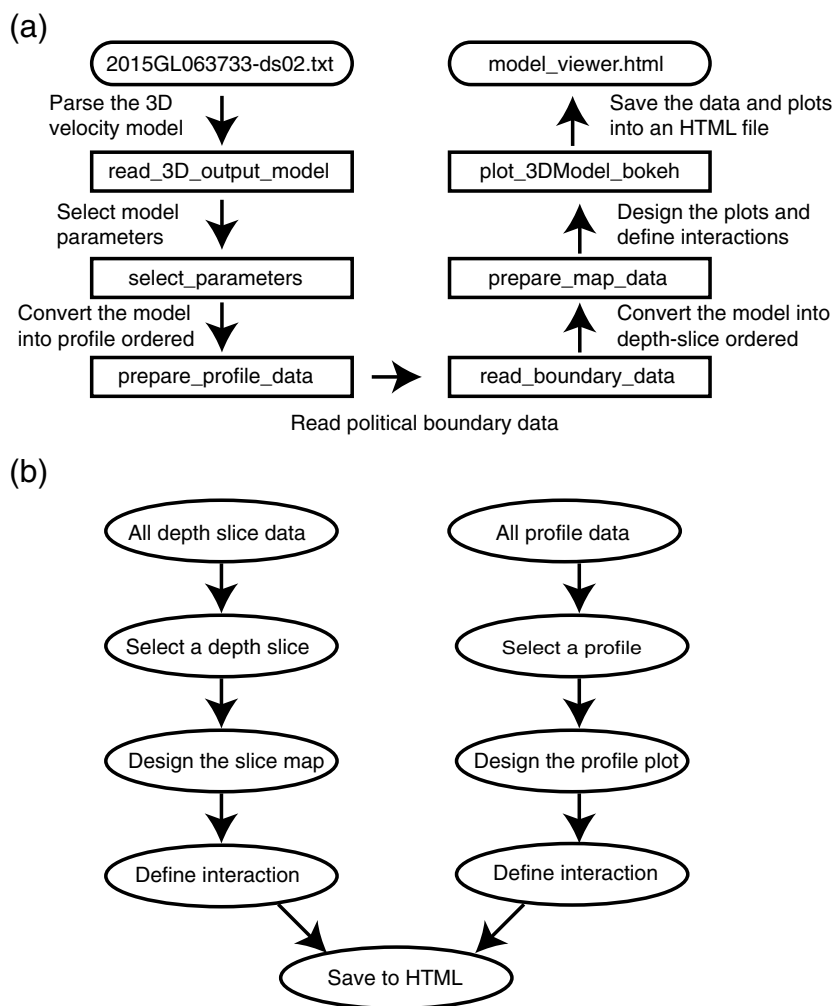 (a)
2015GL063733-ds02.txt
Parse the 3D
velocity model
read_3D_output_model
Select model
parameters
select_parameters
Convert the model
into profile ordered
prepare_profile_data
Read political boundary data
read_boundary_data
Convert the model into
depth-slice ordered
prepare_map_data
Design the plots and
define interactions
plot_3DModel_bokeh
Save the data and plots
into an HTML file
model_viewer.html
(b)
All depth slice data
Select a depth slice
Design the slice map
Define interaction
All profile data
Select a profile
Design the profile plot
Define interaction
Save to HTML